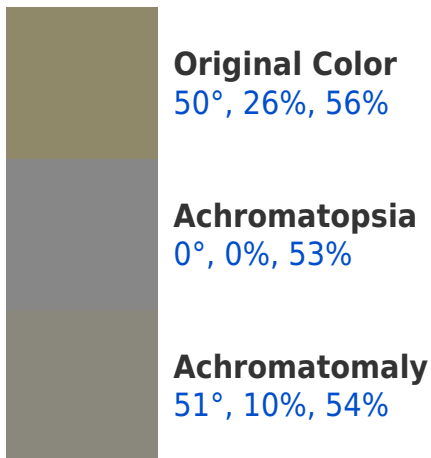 Original Color
50°, 26%, 56%
Achromatopsia
0°, 0%, 53%
Achromatomaly
51°, 10%, 54%